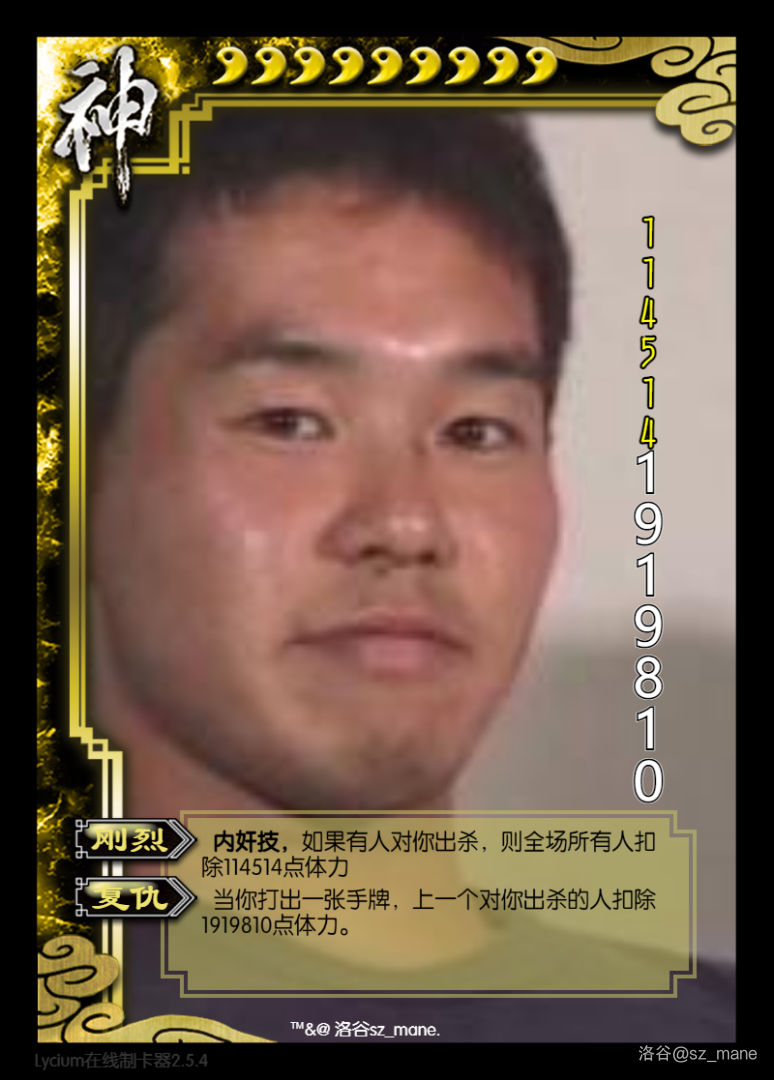 神
114514
1919810
刚烈
内奸技，如果有人对你出杀，则全场所有人扣
除114514点体力
复仇
当你打出一张手牌，上一个对你出杀的人扣除
1919810点体力。
™&@ 洛谷sz_mane.
Lycium在线制卡器2.5.4
洛谷@sz_mane